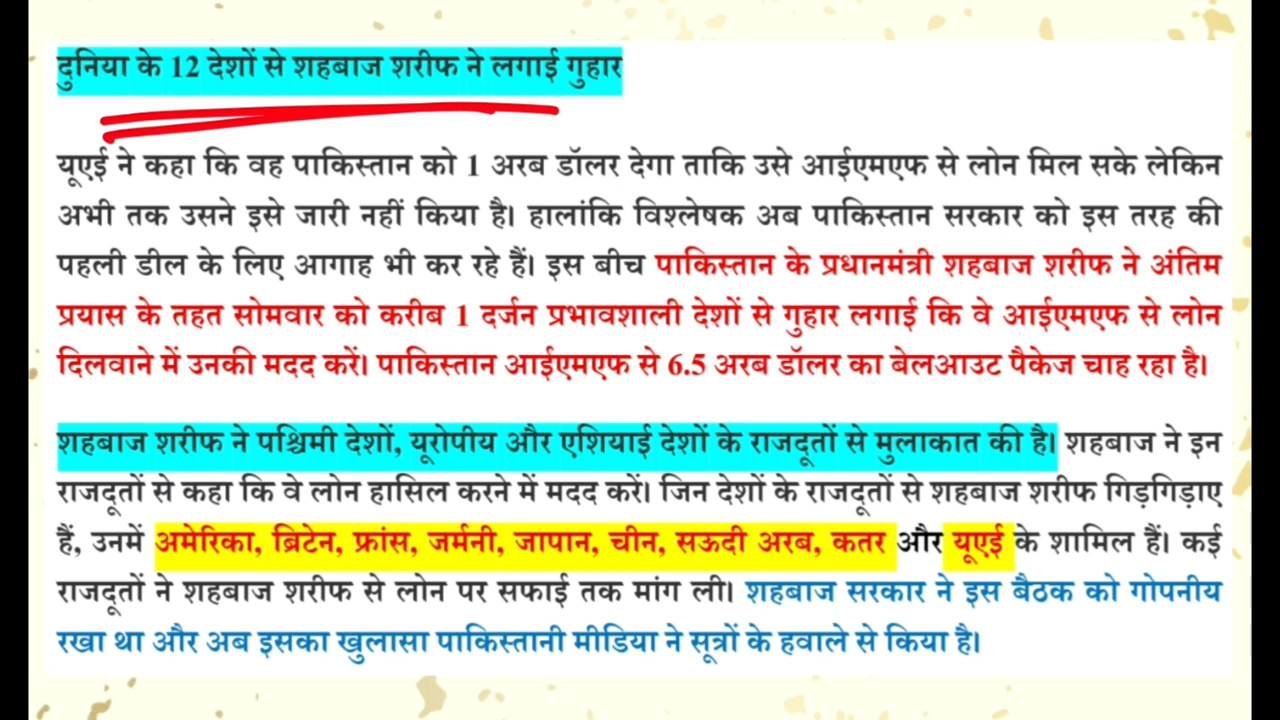 दुनिया के 12 देशों से शहबाज शरीफ ने लगाई गुहार
यूएई ने कहा कि वह पाकिस्तान को 1 अरब डॉलर देगा ताकि उसे आईएमएफ से लोन मिल सके लेकिन
अभी तक उसने इसे जारी नहीं किया है। हालांकि विश्लेषक अब पाकिस्तान सरकार को इस तरह की
पहली डील के लिए आगाह भी कर रहे हैं। इस बीच पाकिस्तान के प्रधानमंत्री शहबाज शरीफ ने अंतिम
प्रयास के तहत सोमवार को करीब 1 दर्जन प्रभावशाली देशों से गुहार लगाई कि वे आईएमएफ से लोन
दिलवाने में उनकी मदद करें। पाकिस्तान आईएमएफ से 6.5 अरब डॉलर का बेलआउट पैकेज चाह रहा है।
शहबाज शरीफ ने पश्चिमी देशों, यूरोपीय और एशियाई देशों के राजदूतों से मुलाकात की है। शहबाज ने इन
राजदूतों से कहा कि वे लोन हासिल करने में मदद करें। जिन देशों के राजदूतों से शहबाज शरीफ गिड़गिड़ाए
हैं, उनमें अमेरिका, ब्रिटेन, फ्रांस, जर्मनी, जापान, चीन, सऊदी अरब, कतर और यूएई के शामिल हैं। कई
राजदूतों ने शहबाज शरीफ से लोन पर सफाई तक मांग ली। शहबाज सरकार ने इस बैठक को गोपनीय
रखा था और अब इसका खुलासा पाकिस्तानी मीडिया ने सूत्रों के हवाले से किया है।